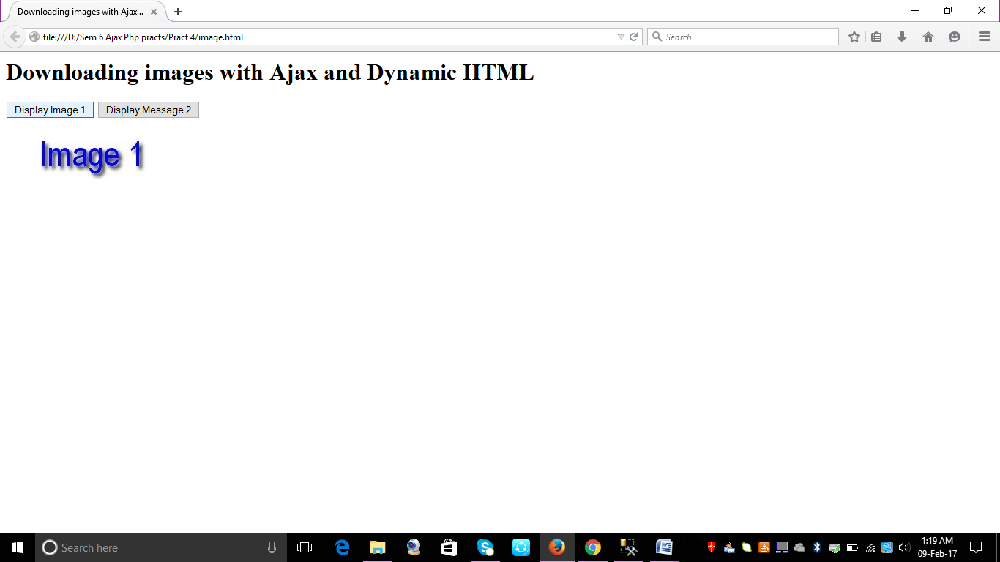 Downloading images with Ajax...
file:///D:/Sem 6 Ajax Php practs/Pract 4/image.html
Search
Downloading images with Ajax and Dynamic HTML
Display Image 1 Display Message 2
Image 1
Search here
1:19 AM
09-Feb-17